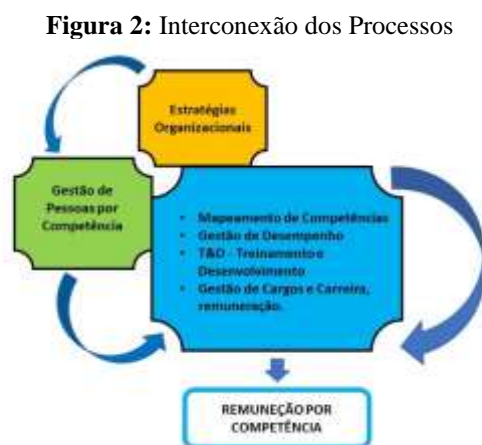 Figura 2: Interconexão dos Processos
Estratégias
Organizacionais
Gestão de
Pessoas por
Competência
• Mapeamento de Competências
• Gestão de Desempenho
• T&D - Treinamento e
Desenvolvimento
• Gestão de Cargos e Carreira,
remuneração.
REMUNEÇÃO POR
COMPETÊNCIA